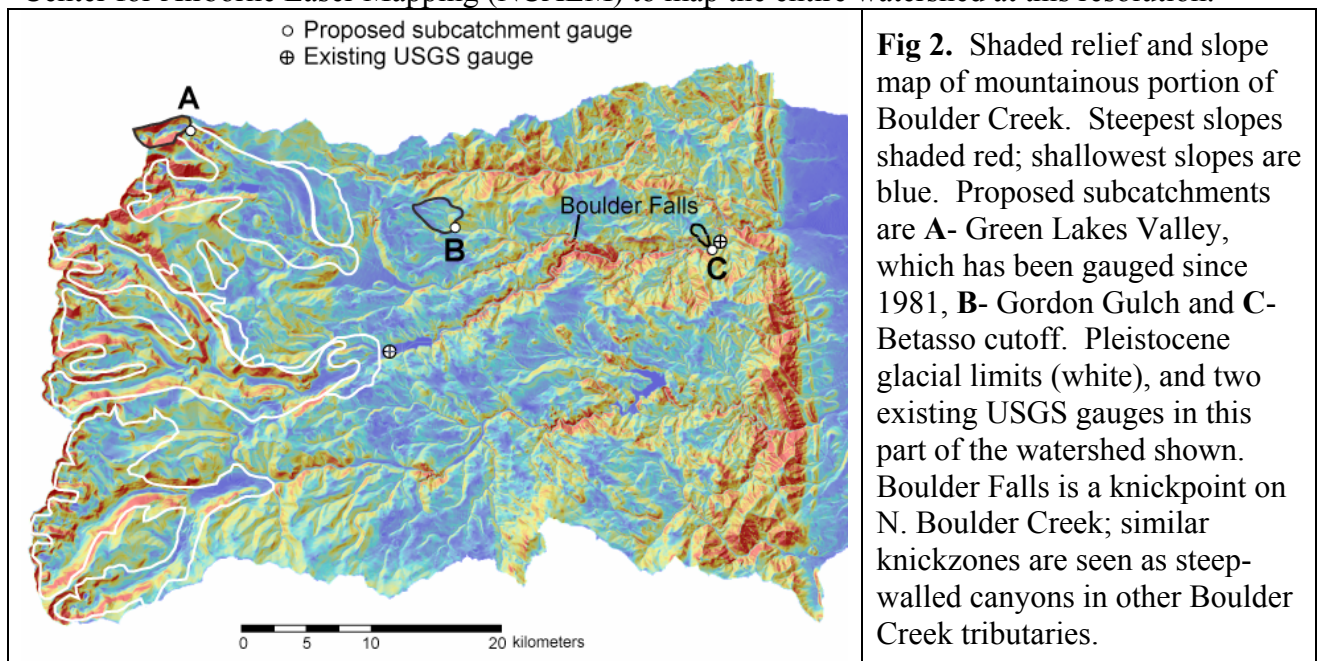 Center for Airborne Laser Mapping (NCALM) to map the entire watershed at this resolution.
○ Proposed subcatchment gauge
⊕ Existing USGS gauge
A
Boulder Falls
B
C
0 5 10 20 kilometers
Fig 2. Shaded relief and slope
map of mountainous portion of
Boulder Creek. Steepest slopes
shaded red; shallowest slopes are
blue. Proposed subcatchments
are A- Green Lakes Valley,
which has been gauged since
1981, B- Gordon Gulch and C-
Betasso cutoff. Pleistocene
glacial limits (white), and two
existing USGS gauges in this
part of the watershed shown.
Boulder Falls is a knickpoint on
N. Boulder Creek; similar
knickzones are seen as steep-
walled canyons in other Boulder
Creek tributaries.